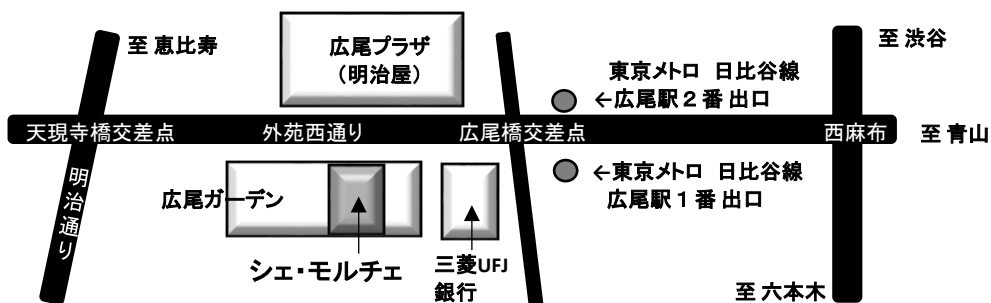 至 恵比寿
広尾プラザ
（明治屋）
至 渋谷
東京メトロ 日比谷線
←広尾駅２番 出口
天現寺橋交差点
外苑西通り
広尾橋交差点
西麻布
至 青山
明治通り
広尾ガーデン
←東京メトロ 日比谷線
広尾駅１番 出口
シェ・モルチェ
三菱UFJ
銀行
至 六本木